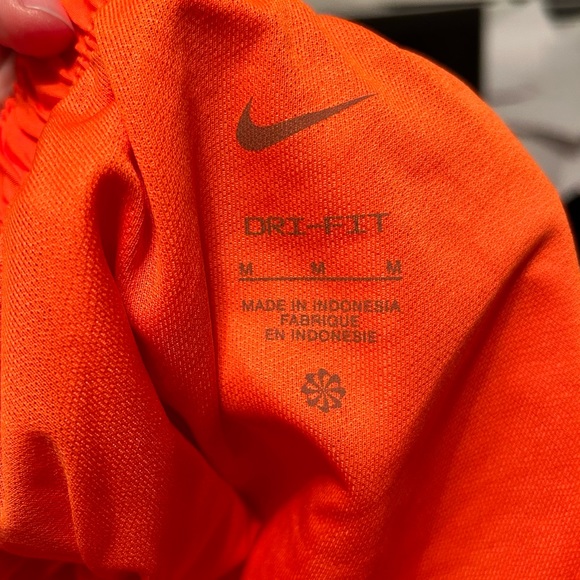 DRI-FIT
M M M
MADE IN INDONESIA
FABRIQUE
EN INDONESIE